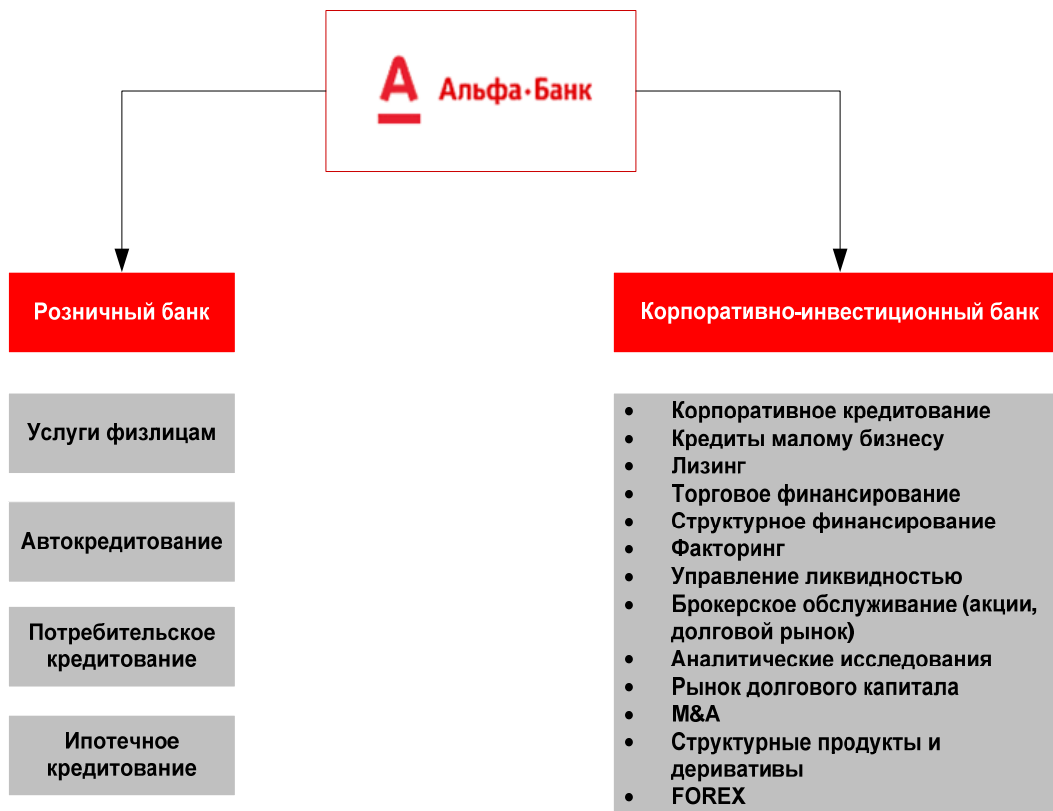 А Альфа·Банк
Розничный банк
Услуги физлицам
Автокредитование
Потребительское
кредитование
Ипотечное
кредитование
Корпоративно-инвестиционный банк
• Корпоративное кредитование
• Кредиты малому бизнесу
• Лизинг
• Торговое финансирование
• Структурное финансирование
• Факторинг
• Управление ликвидностью
• Брокерское обслуживание (акции,
долговой рынок)
• Аналитические исследования
• Рынок долгового капитала
• M&A
• Структурные продукты и
деривативы
• FOREX